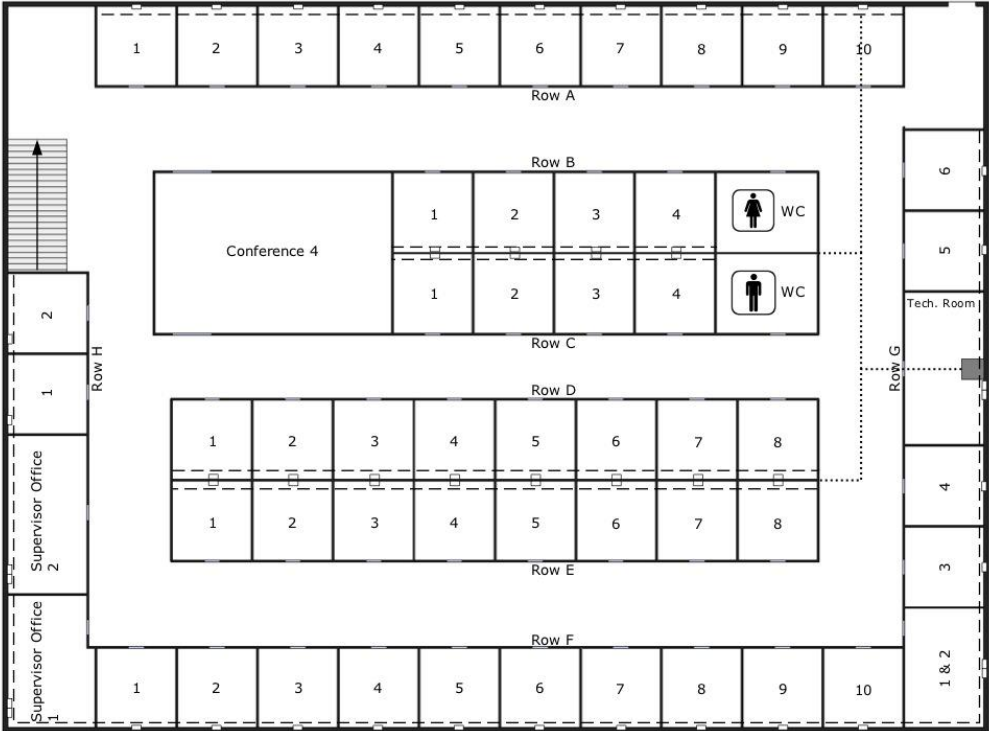 1 2 3 4 5 6 7 8 9 10
Row A
Row B
1 2 3 4 WC
Conference 4
1 2 3 4 WC
Row C
6
5
Tech. Room
Row G
4
3
1 & 2
2
1
Row H
Supervisor Office
2
Supervisor Office
1
Row D
1 2 3 4 5 6 7 8
1 2 3 4 5 6 7 8
Row E
Row F
1 2 3 4 5 6 7 8 9 10